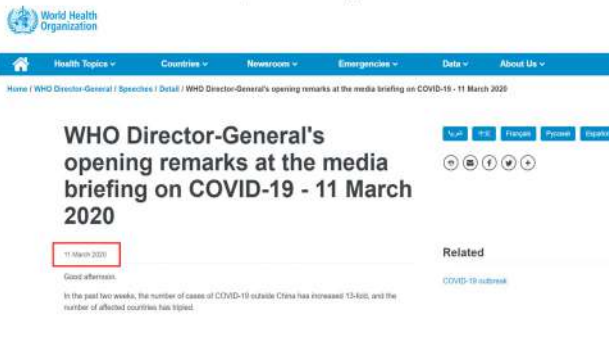 World Health
Organization
Health Topics
Countries
Newsroom
Emergencies
Data
About Us
Home / WHO Director-General / Speeches / Detail / WHO Director-General's opening remarks at the media briefing on COVID-19 - 11 March 2020
WHO Director-General's
opening remarks at the media
briefing on COVID-19 - 11 March
2020
عربي 中文 Français Русский Español
11 March 2020
Related
Good afternoon.
COVID-19 outbreak
In the past two weeks, the number of cases of COVID-19 outside China has increased 13-fold, and the
number of affected countries has tripled.